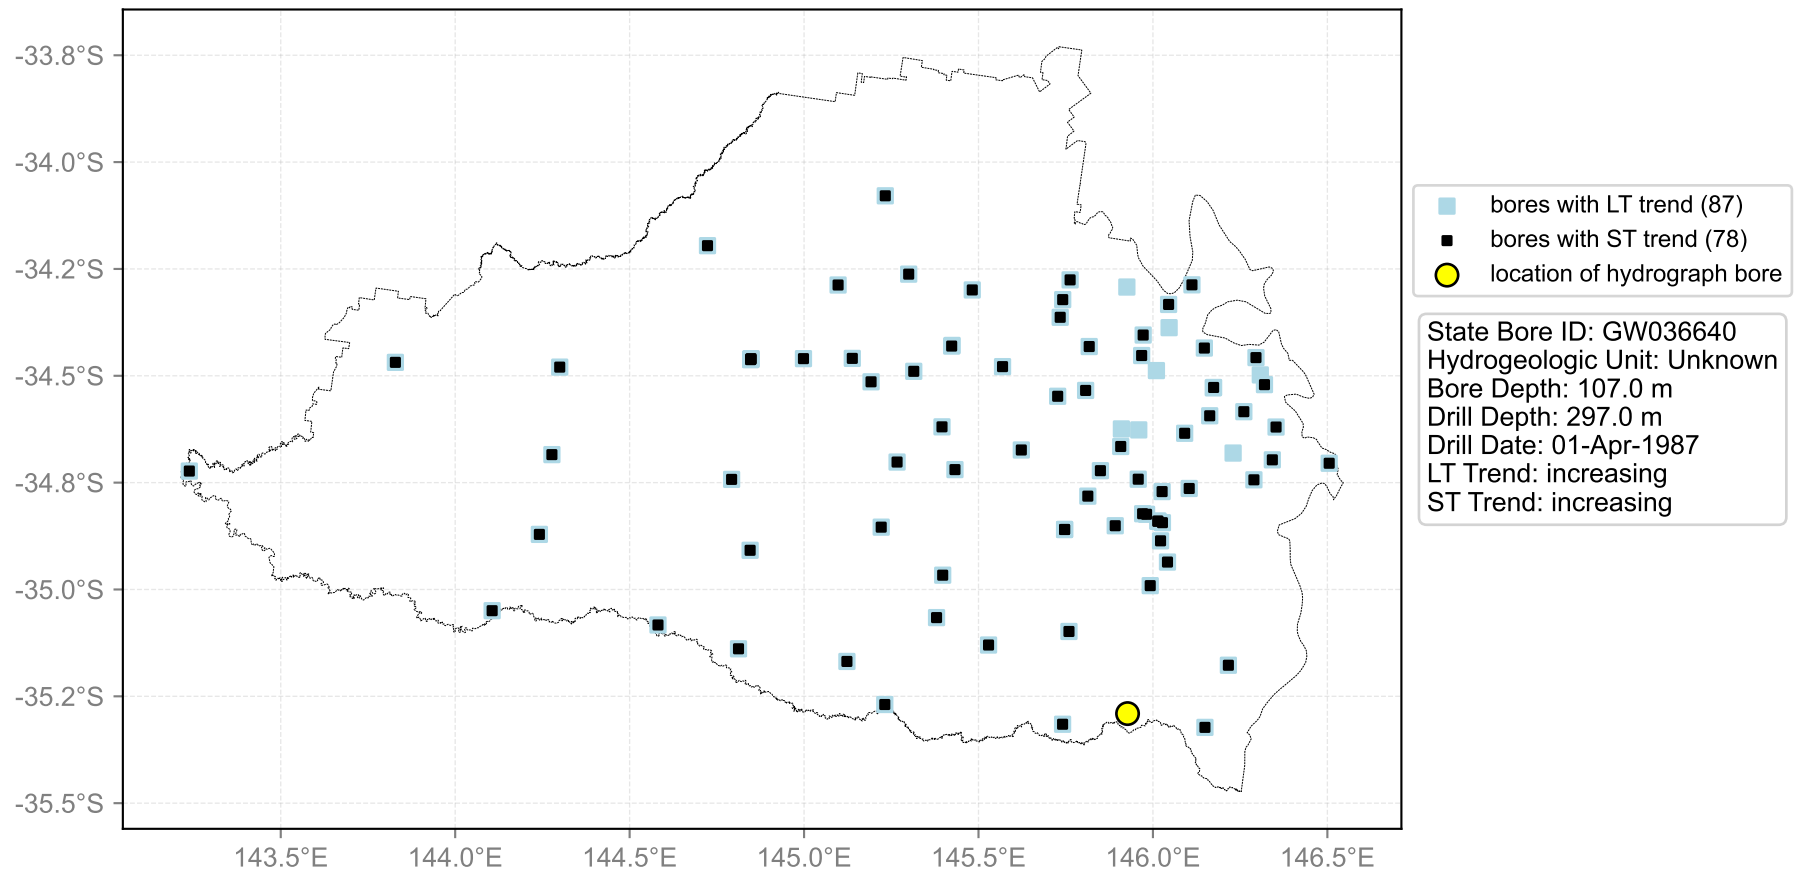 -33.8°S
-34.0°S
-34.2°S
-34.5°S
-34.8°S
-35.0°S
-35.2°S
-35.5°S
143.5°E
144.0°E
144.5°E
145.0°E
145.5°E
146.0°E
146.5°E
bores with LT trend (87)
bores with ST trend (78)
location of hydrograph bore
State Bore ID: GW036640
Hydrogeologic Unit: Unknown
Bore Depth: 107.0 m
Drill Depth: 297.0 m
Drill Date: 01-Apr-1987
LT Trend: increasing
ST Trend: increasing